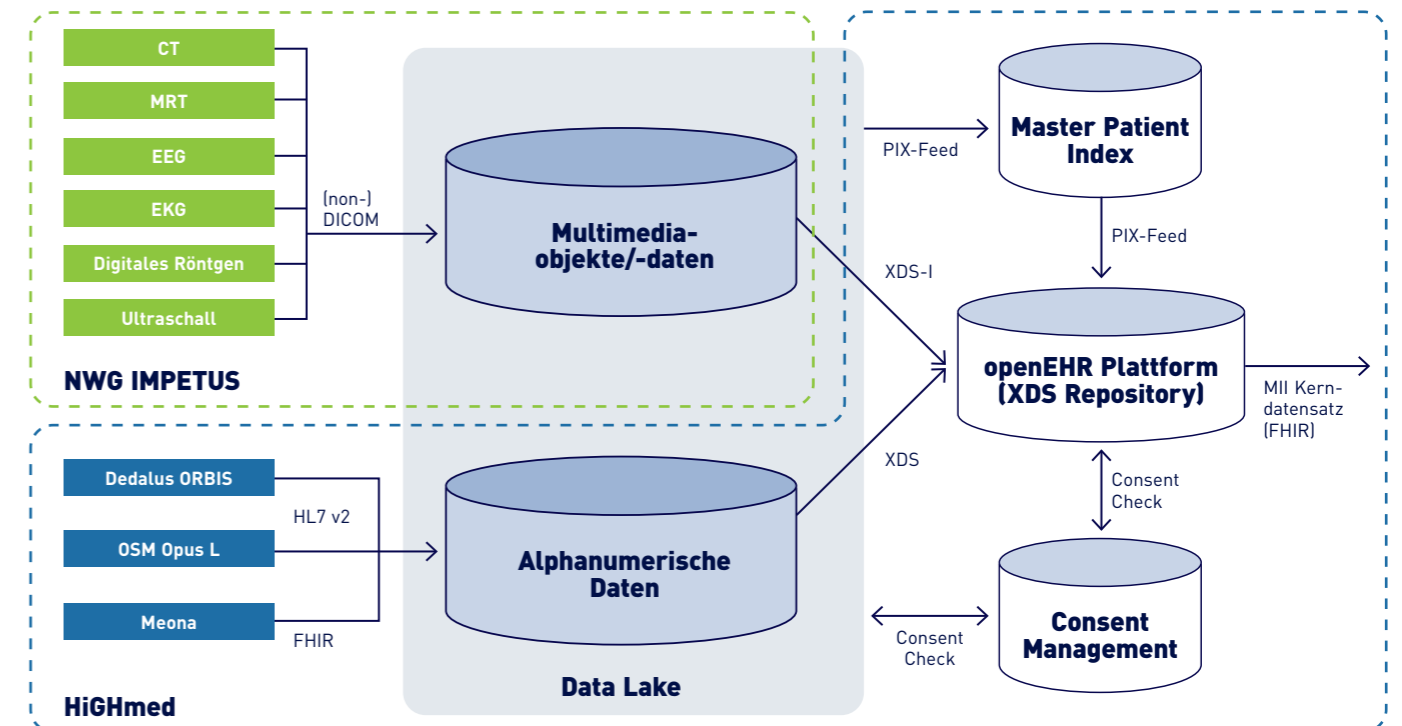 CT
MRT
EEG
EKG
Digitales Röntgen
Ultraschall
NWG IMPETUS
(non-)
DICOM
Multimedia-
objekte/-daten
PIX-Feed
Master Patient
Index
PIX-Feed
XDS-I
openEHR Plattform
(XDS Repository)
MII Kern-
datensatz
(FHIR)
XDS
Dedalus ORBIS
HL7 v2
OSM Opus L
Meona
FHIR
HiGHmed
Alphanumerische
Daten
Data Lake
Consent
Check
Consent
Check
Consent
Management